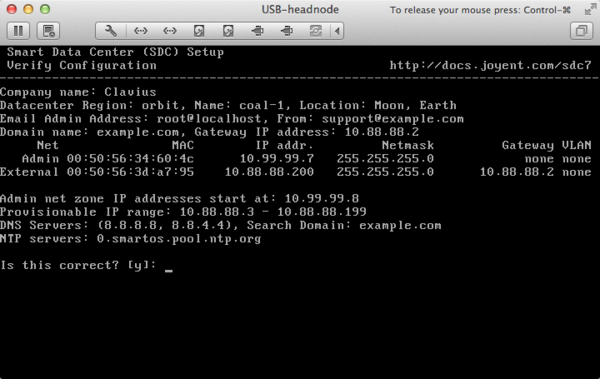 USB-headnode
To release your mouse press: Control-⌘
Smart Data Center (SDC) Setup
Verify Configuration http://docs.joyent.com/sdc7
--------------------------------------------------------------------------------
Company name: Clavius
Datacenter Region: orbit, Name: coal-1, Location: Moon, Earth
Email Admin Address: root@localhost, From: support@example.com
Domain name: example.com, Gateway IP address: 10.88.88.2
Net MAC IP addr. Netmask Gateway VLAN
Admin 00:50:56:34:60:4c 10.99.99.7 255.255.255.0 none none
External 00:50:56:3d:a7:95 10.88.88.200 255.255.255.0 10.88.88.2 none
Admin net zone IP addresses start at: 10.99.99.8
Provisionable IP range: 10.88.88.3 - 10.88.88.199
DNS Servers: (8.8.8.8, 8.8.4.4), Search Domain: example.com
NTP servers: 0.smartos.pool.ntp.org
Is this correct? [y]: _